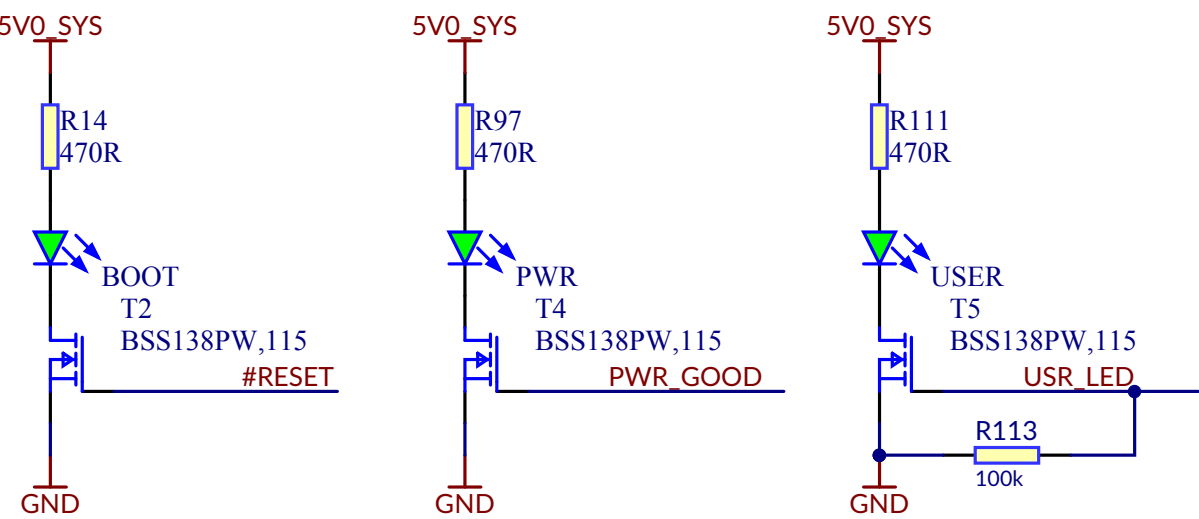 5V0_SYS
R14
470R
BOOT
T2
BSS138PW,115
#RESET
GND
5V0_SYS
R97
470R
PWR
T4
BSS138PW,115
PWR_GOOD
GND
5V0_SYS
R111
470R
USER
T5
BSS138PW,115
USR_LED
R113
100k
GND